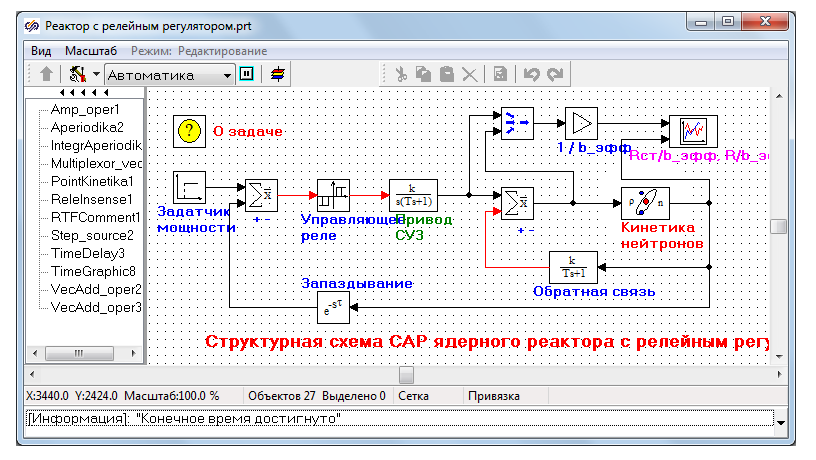 Реактор с релейным регулятором.prt
Вид Масштаб Режим: Редактирование
Автоматика
Amp_oper1
Aperiodika2
IntegrAperiodik
Multiplexor_vec
PointKinetika1
ReleInsense1
RTFComment1
Step_source2
TimeDelay3
TimeGraphic8
VecAdd_oper2
VecAdd_oper3
? О задаче
1 / b_эфф
Rст/b_эфф, R/b_э
Задатчик
мощности
Σ x̄
+ -
Управляющее
реле
k
s(Ts+1)
Привод
СУЗ
Σ x̄
+ -
ρ n
Кинетика
нейтронов
k
Ts+1
Обратная связь
Запаздывание
e^-sτ
Структурная схема САР ядерного реактора с релейным регу
X:3440.0 Y:2424.0 Масштаб:100.0 % Объектов 27 Выделено 0 Сетка Привязка
[Информация]: "Конечное время достигнуто"